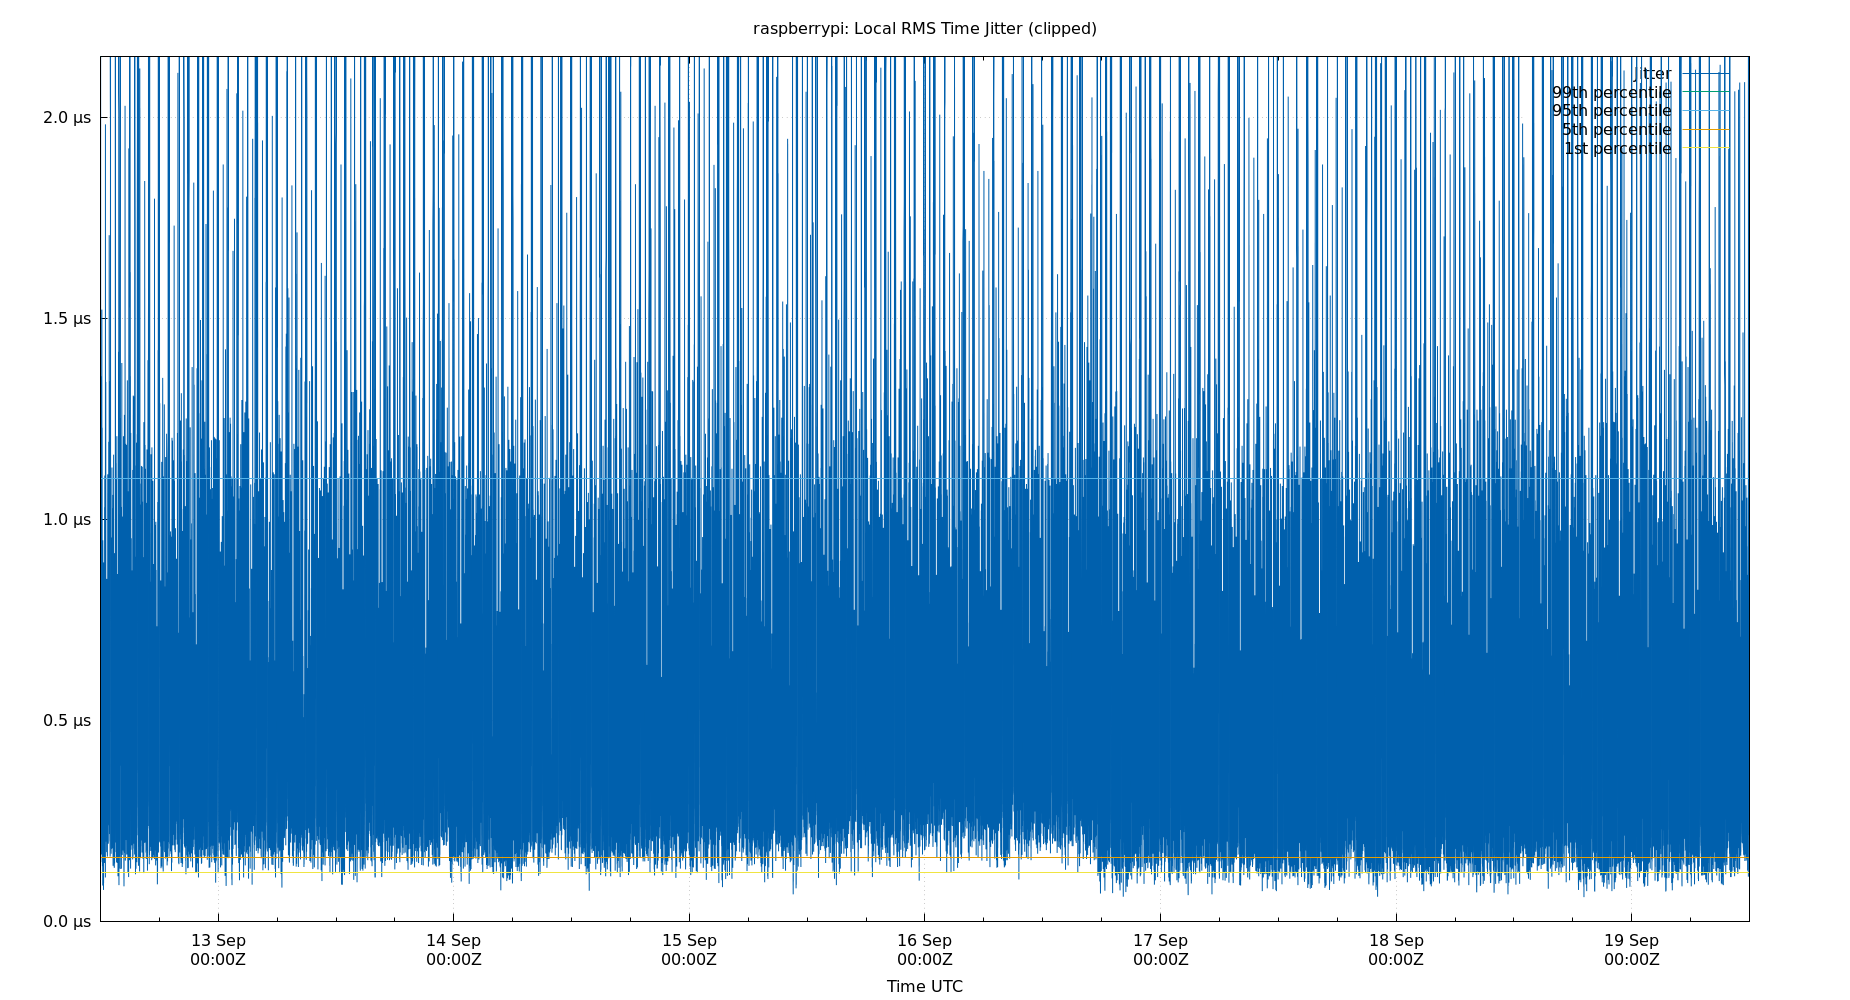 raspberrypi: Local RMS Time Jitter (clipped)
Jitter
99th percentile
95th percentile
5th percentile
1st percentile
2.0 µs
1.5 µs
1.0 µs
0.5 µs
0.0 µs
13 Sep 14 Sep 15 Sep 16 Sep 17 Sep 18 Sep 19 Sep
00:00Z 00:00Z 00:00Z 00:00Z 00:00Z 00:00Z 00:00Z
Time UTC